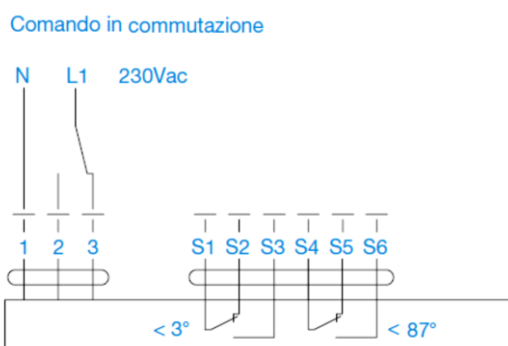 Comando in commutazione
N L1 230Vac
1 2 3 S1 S2 S3 S4 S5 S6
< 3° < 87°